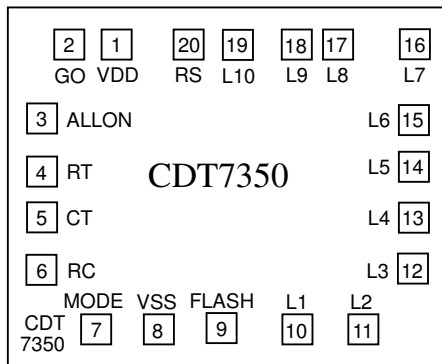 2 1 20 19 18 17 16
GO VDD RS L10 L9 L8 L7
3 ALLON L6 15
4 RT CDT7350 L5 14
5 CT L4 13
6 RC L3 12
MODE VSS FLASH L1 L2
CDT 7 8 9 10 11
7350